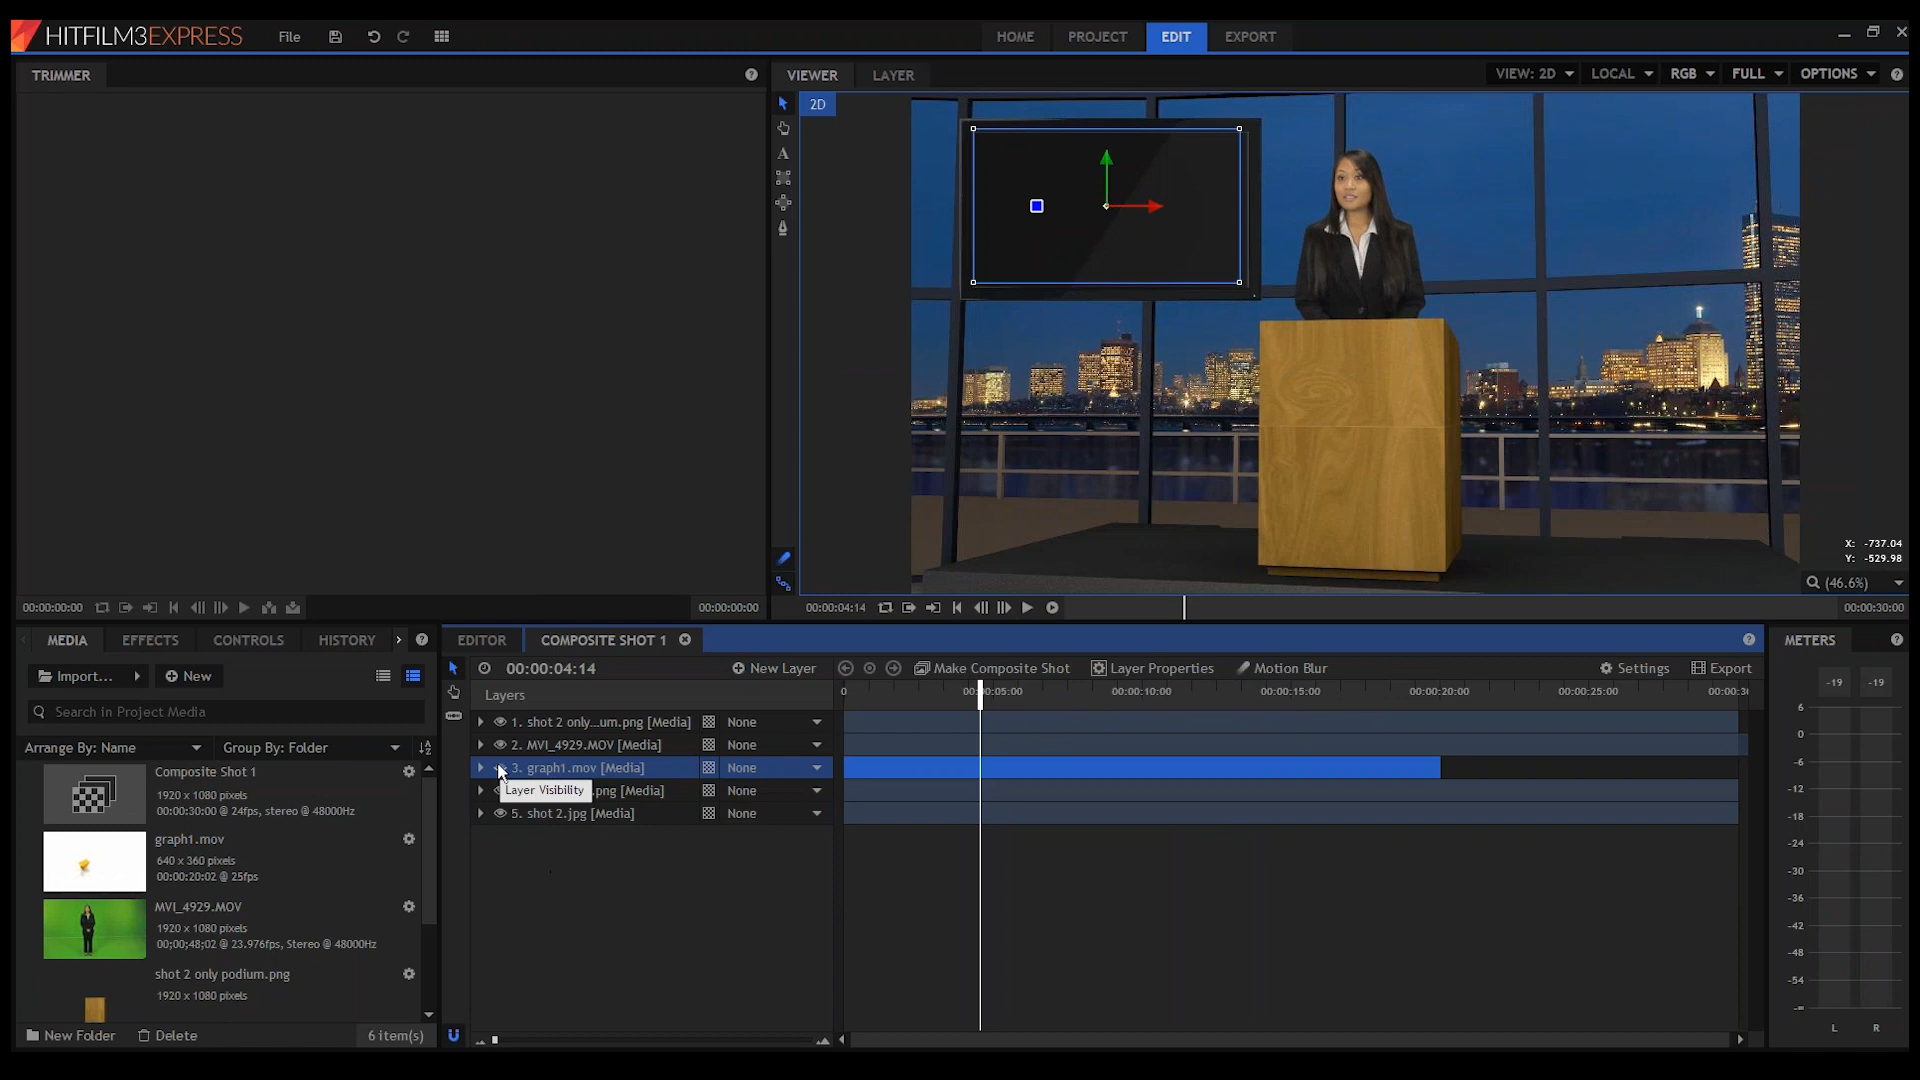 HITFILM3EXPRESS File HOME PROJECT EDIT EXPORT
TRIMMER
VIEWER LAYER VIEW: 2D LOCAL RGB FULL OPTIONS
2D
A
X: -737.04
Y: -529.98
(46.6%)
00:00:00:00 00:00:00:00
00:00:04:14 00:00:30:00
MEDIA EFFECTS CONTROLS HISTORY
Import... New
Search in Project Media
Arrange By: Name Group By: Folder
Composite Shot 1
1920 x 1080 pixels
00:00:30:00 @ 24fps, stereo @ 48000Hz
graph1.mov
640 x 360 pixels
00:00:20:02 @ 25fps
MVI_4929.MOV
1920 x 1080 pixels
00;00;48;02 @ 23.976fps, Stereo @ 48000Hz
shot 2 only podium.png
1920 x 1080 pixels
New Folder Delete 6 item(s)
EDITOR COMPOSITE SHOT 1
00:00:04:14 New Layer Make Composite Shot Layer Properties Motion Blur Settings Export
Layers
0 00:00:05:00 00:00:10:00 00:00:15:00 00:00:20:00 00:00:25:00 00:00:3
1. shot 2 only...um.png [Media] None
2. MVI_4929.MOV [Media] None
3. graph1.mov [Media] None
Layer Visibility
.png [Media] None
5. shot 2.jpg [Media] None
METERS
-19 -19
6
0
-6
-12
-18
-24
-30
-36
-42
-48
-54
-∞
L R